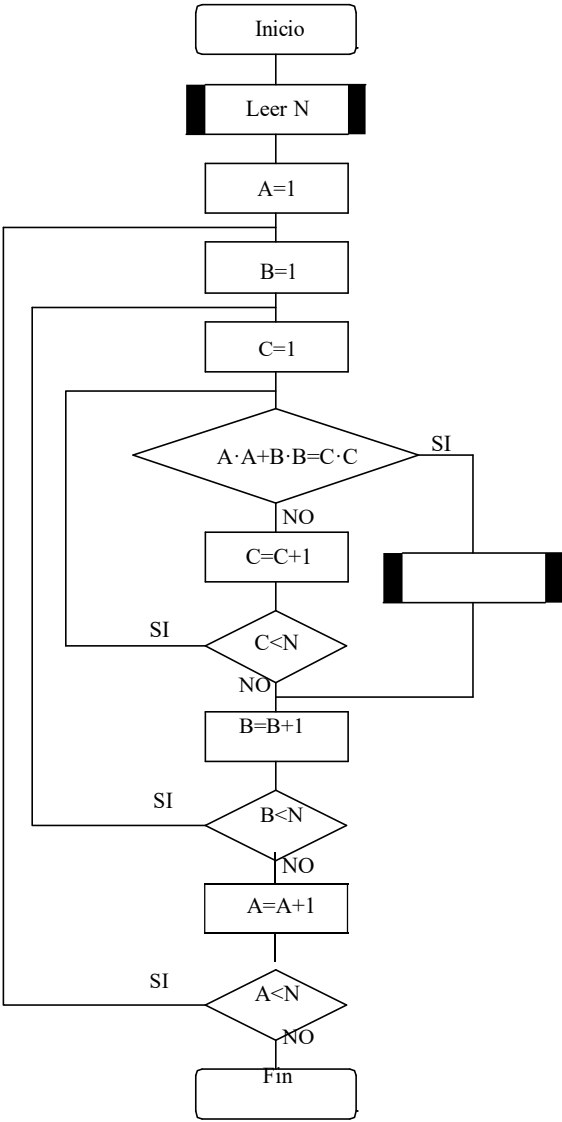 Inicio
Leer N
A=1
B=1
C=1
A·A+B·B=C·C
SI
NO
C=C+1
SI
C<N
NO
B=B+1
SI
B<N
NO
A=A+1
SI
A<N
NO
Fin